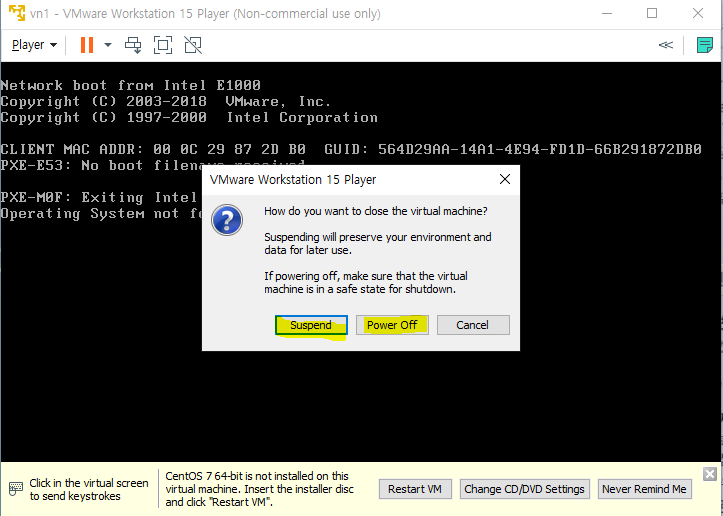 vn1 - VMware Workstation 15 Player (Non-commercial use only)
Player
Network boot from Intel E1000
Copyright (C) 2003-2018 VMware, Inc.
Copyright (C) 1997-2000 Intel Corporation
CLIENT MAC ADDR: 00 0C 29 87 2D B0 GUID: 564D29AA-14A1-4E94-FD1D-66B291872DB0
PXE-E53: No boot filename received
PXE-M0F: Exiting Intel
Operating System not
VMware Workstation 15 Player
How do you want to close the virtual machine?
Suspending will preserve your environment and
data for later use.
If powering off, make sure that the virtual
machine is in a safe state for shutdown.
Suspend Power Off Cancel
Click in the virtual screen
to send keystrokes
CentOS 7 64-bit is not installed on this
virtual machine. Insert the installer disc
and click "Restart VM".
Restart VM Change CD/DVD Settings Never Remind Me